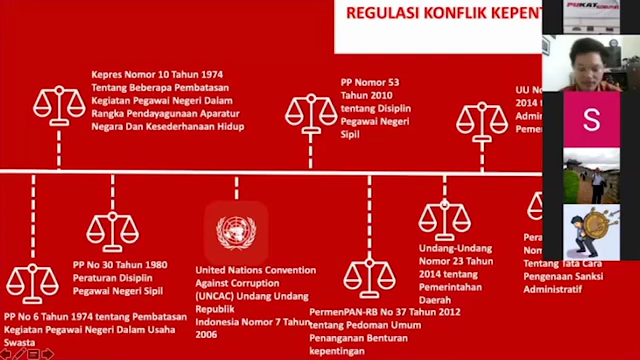 REGULASI KONFLIK KEPENT
Kepres Nomor 10 Tahun 1974
Tentang Beberapa Pembatasan
Kegiatan Pegawai Negeri Dalam
Rangka Pendayagunaan Aparatur
Negara Dan Kesederhanaan Hidup
PP Nomor 53
Tahun 2010
tentang Disiplin
Pegawai Negeri
Sipil
UU No
2014 t
Admin
Pemer
PP No 30 Tahun 1980
Peraturan Disiplin
Pegawai Negeri Sipil
PP No 6 Tahun 1974 tentang Pembatasan
Kegiatan Pegawai Negeri Dalam Usaha
Swasta
United Nations Convention
Against Corruption
(UNCAC) Undang Undang
Republik
Indonesia Nomor 7 Tahun
2006
PermenPAN-RB No 37 Tahun 2012
tentang Pedoman Umum
Penanganan Benturan
kepentingan
Undang-Undang
Nomor 23 Tahun
2014 tentang
Pemerintahan
Daerah
Pera
Nom
Tentang Tata Cara
Pengenaan Sanksi
Administratif
PUKAT
S